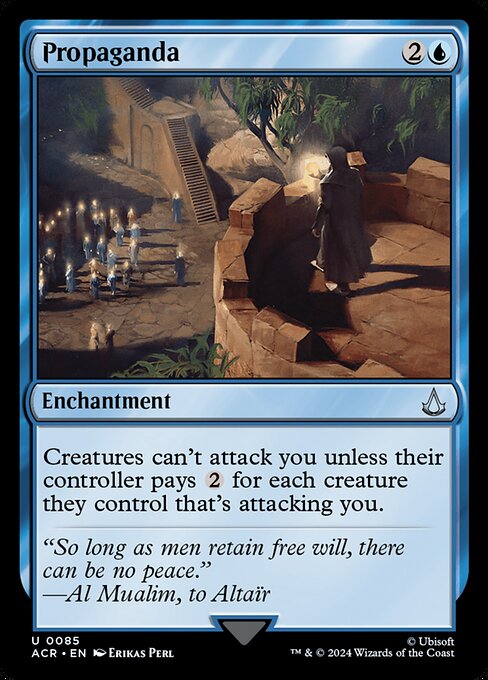 Propaganda 2
Enchantment
Creatures can't attack you unless their
controller pays 2 for each creature
they control that's attacking you.
“So long as men retain free will, there
can be no peace.”
—Al Mualim, to Altaïr
U 0085
ACR • EN Erikas Perl
© Ubisoft
™ & © 2024 Wizards of the Coast